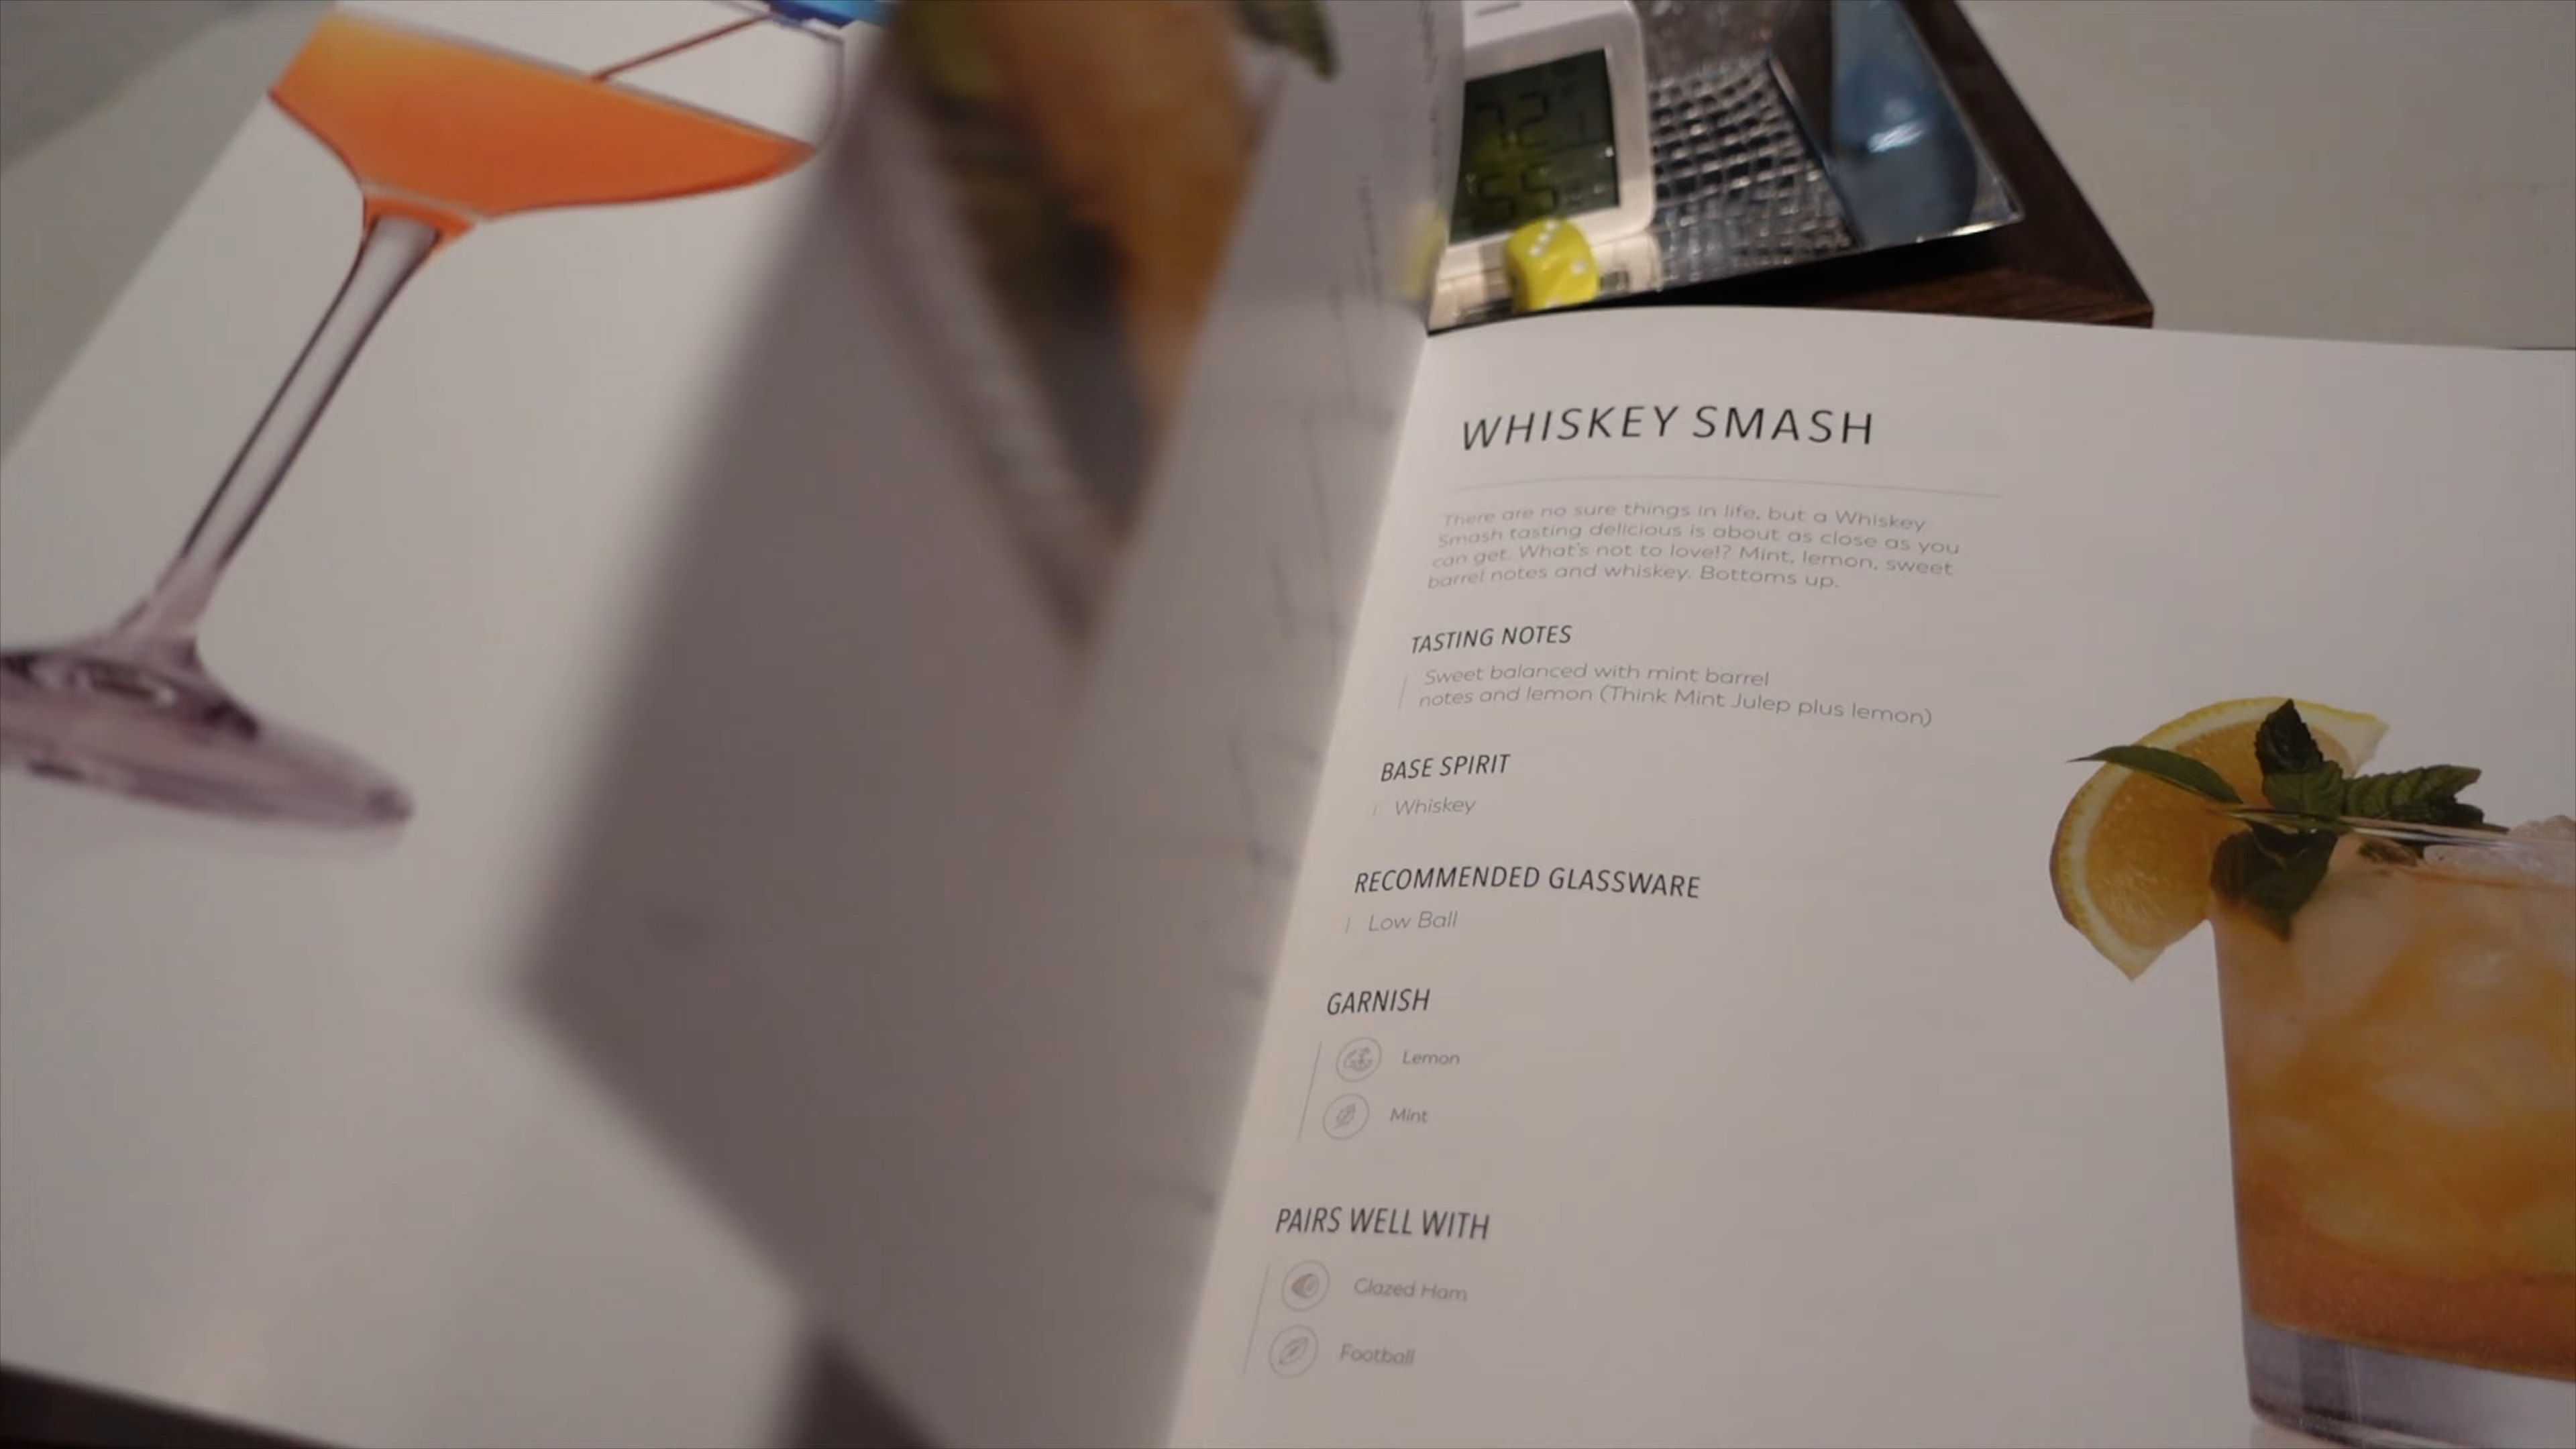 72
55
WHISKEY SMASH
There are no sure things in life, but a Whiskey
Smash tasting delicious is about as close as you
can get. What's not to love!? Mint, lemon, sweet
barrel notes and whiskey. Bottoms up.
TASTING NOTES
Sweet balanced with mint barrel
notes and lemon (Think Mint Julep plus lemon)
BASE SPIRIT
Whiskey
RECOMMENDED GLASSWARE
Low Ball
GARNISH
Lemon
Mint
PAIRS WELL WITH
Glazed Ham
Football